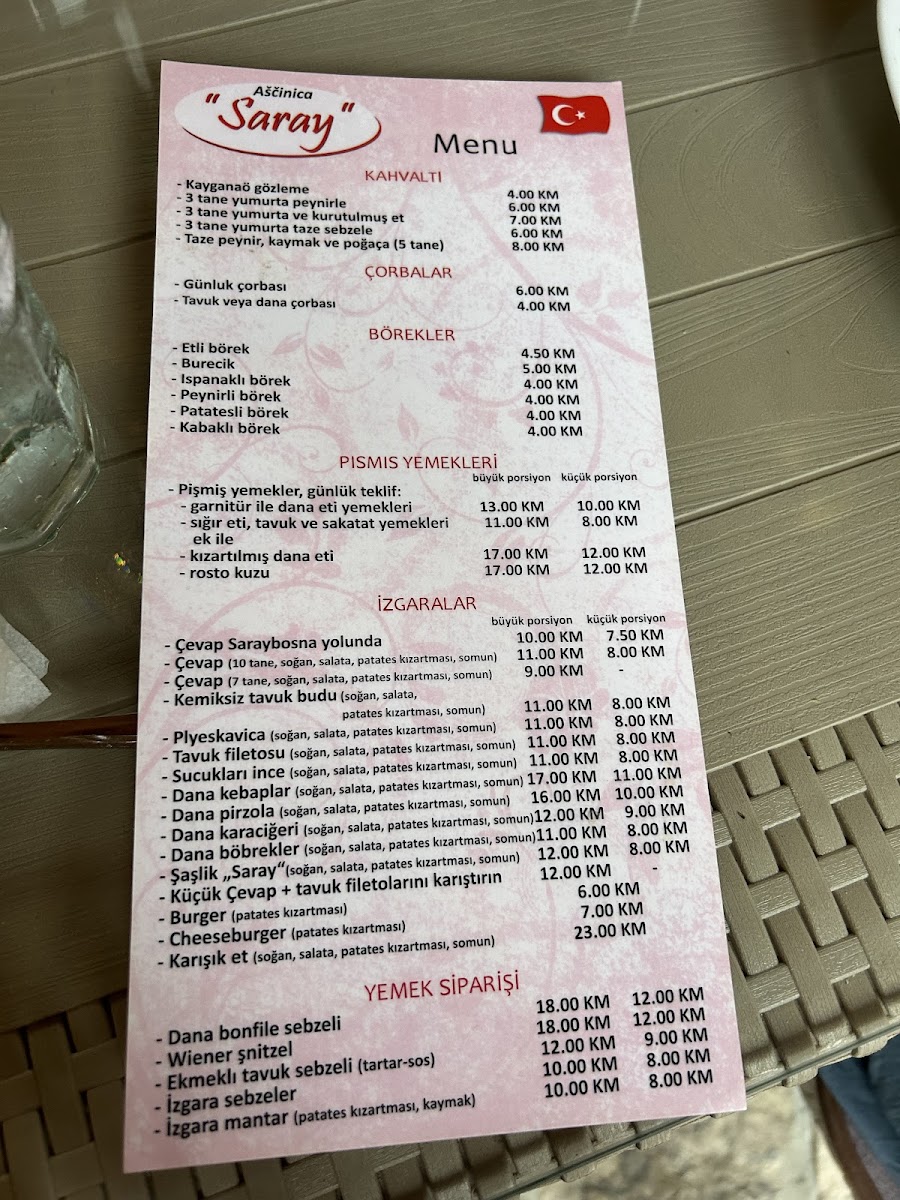 Aščinica
"Saray"
Menu
KAHVALTİ
- Kayganaö gözleme 4.00 KM
- 3 tane yumurta peynirle 6.00 KM
- 3 tane yumurta ve kurutulmuş et 7.00 KM
- 3 tane yumurta taze sebzele 6.00 KM
- Taze peynir, kaymak ve poğaça (5 tane) 8.00 KM
ÇORBALAR
- Günluk çorbası 6.00 KM
- Tavuk veya dana çorbası 4.00 KM
BÖREKLER
- Etli börek 4.50 KM
- Burecik 5.00 KM
- Ispanaklı börek 4.00 KM
- Peynirli börek 4.00 KM
- Patatesli börek 4.00 KM
- Kabaklı börek 4.00 KM
PISMIS YEMEKLERİ
büyük porsiyon küçük porsiyon
- Pişmiş yemekler, günlük teklif:
- garnitür ile dana eti yemekleri 13.00 KM 10.00 KM
- sığır eti, tavuk ve sakatat yemekleri 11.00 KM 8.00 KM
ek ile
- kızartılmış dana eti 17.00 KM 12.00 KM
- rosto kuzu 17.00 KM 12.00 KM
İZGARALAR
büyük porsiyon küçük porsiyon
- Çevap Saraybosna yolunda 10.00 KM 7.50 KM
- Çevap (10 tane, soğan, salata, patates kızartması, somun) 11.00 KM 8.00 KM
- Çevap (7 tane, soğan, salata, patates kızartması, somun) 9.00 KM -
- Kemiksiz tavuk budu (soğan, salata,
patates kızartması, somun) 11.00 KM 8.00 KM
- Plyeskavica (soğan, salata, patates kızartması, somun) 11.00 KM 8.00 KM
- Tavuk filetosu (soğan, salata, patates kızartması, somun) 11.00 KM 8.00 KM
- Sucukları ince (soğan, salata, patates kızartması, somun) 11.00 KM 8.00 KM
- Dana kebaplar (soğan, salata, patates kızartması, somun) 17.00 KM 11.00 KM
- Dana pirzola (soğan, salata, patates kızartması, somun) 16.00 KM 10.00 KM
- Dana karaciğeri (soğan, salata, patates kızartması, somun) 12.00 KM 9.00 KM
- Dana böbrekler (soğan, salata, patates kızartması, somun) 11.00 KM 8.00 KM
- Şaşlik „Saray“ (soğan, salata, patates kızartması, somun) 12.00 KM 8.00 KM
- Küçük Çevap + tavuk filetolarını karıştırın 12.00 KM -
- Burger (patates kızartması) 6.00 KM
- Cheeseburger (patates kızartması) 7.00 KM
- Karışık et (soğan, salata, patates kızartması, somun) 23.00 KM
YEMEK SİPARİŞİ
- Dana bonfile sebzeli 18.00 KM 12.00 KM
- Wiener şnitzel 18.00 KM 12.00 KM
- Ekmeklı tavuk sebzeli (tartar-sos) 12.00 KM 9.00 KM
- İzgara sebzeler 10.00 KM 8.00 KM
- İzgara mantar (patates kızartması, kaymak) 10.00 KM 8.00 KM